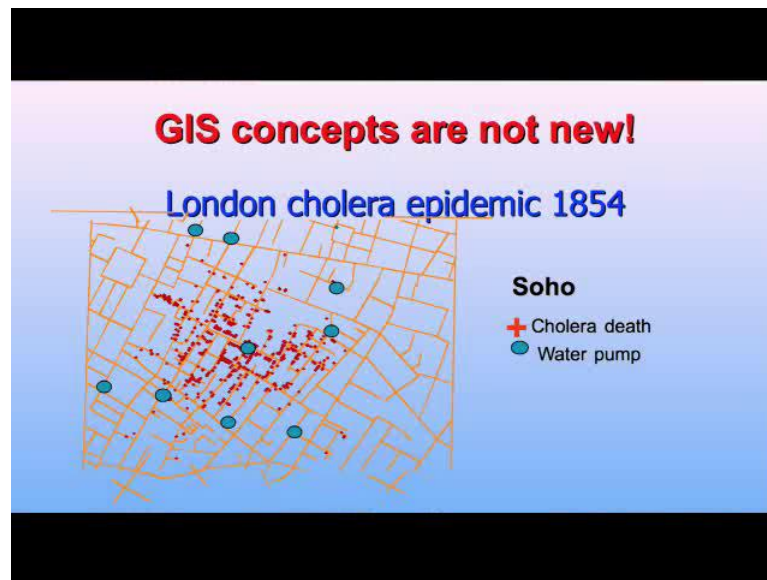 GIS concepts are not new!
London cholera epidemic 1854
Soho
Cholera death
Water pump